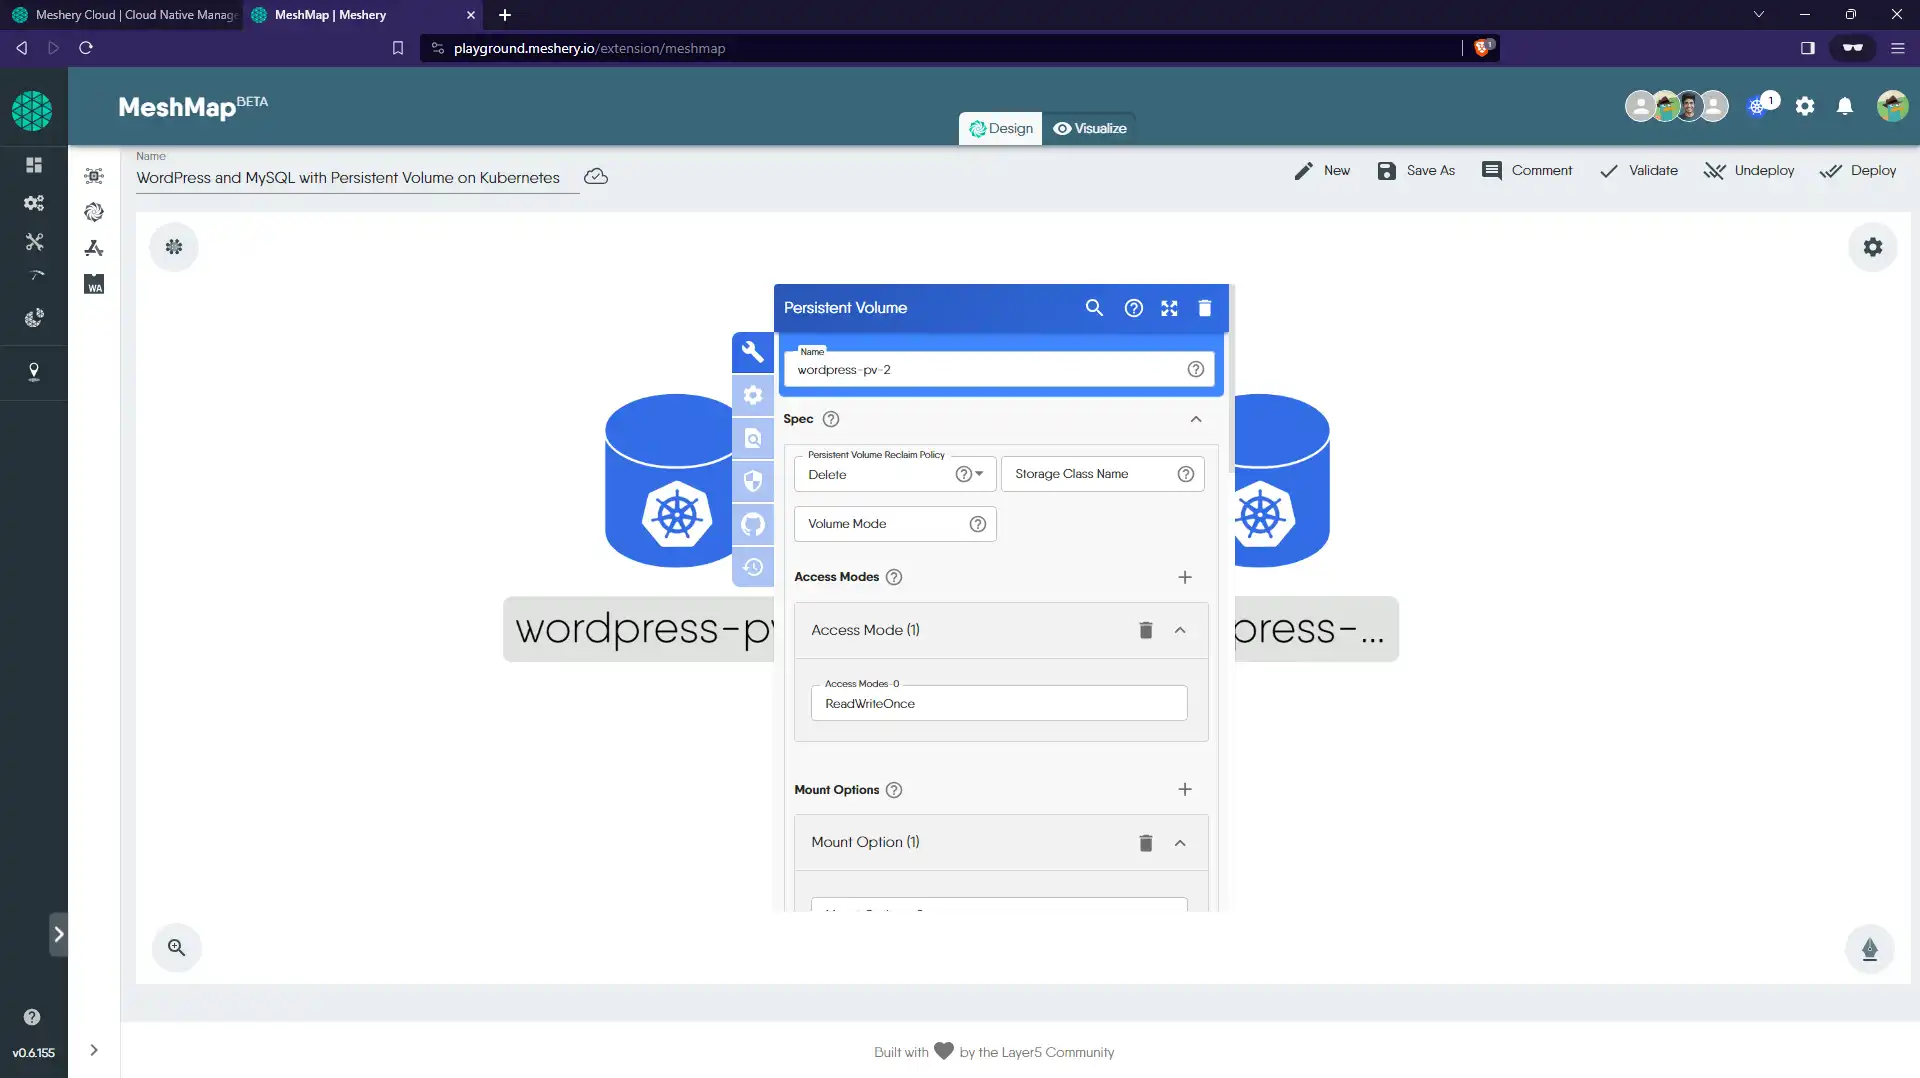 Meshery Cloud | Cloud Native Manage
MeshMap | Meshery
playground.meshery.io/extension/meshmap
1
MeshMap BETA
1
Design
Visualize
Name
WordPress and MySQL with Persistent Volume on Kubernetes
New
Save As
Comment
Validate
Undeploy
Deploy
WA
Persistent Volume
Name
wordpress-pv-2
Spec
Persistent Volume Reclaim Policy
Delete
Storage Class Name
Volume Mode
Access Modes
Access Mode (1)
Access Modes-0
ReadWriteOnce
Mount Options
Mount Option (1)
wordpress-pv
press-...
v0.6.155
Built with by the Layer5 Community